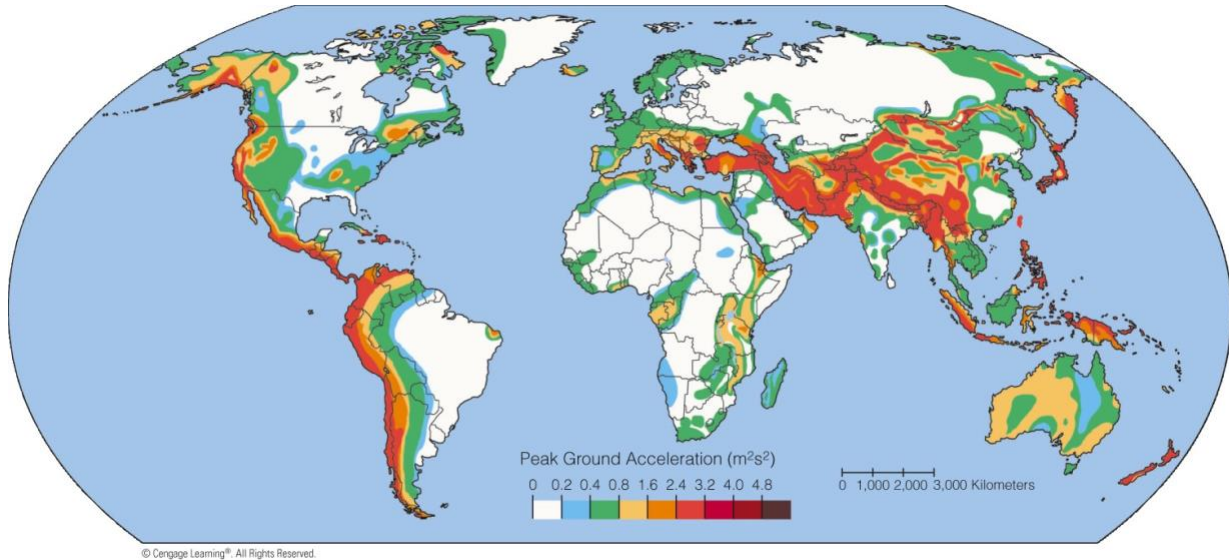 Peak Ground Acceleration (m²s²)
0 0.2 0.4 0.8 1.6 2.4 3.2 4.0 4.8
0 1,000 2,000 3,000 Kilometers
© Cengage Learning®. All Rights Reserved.